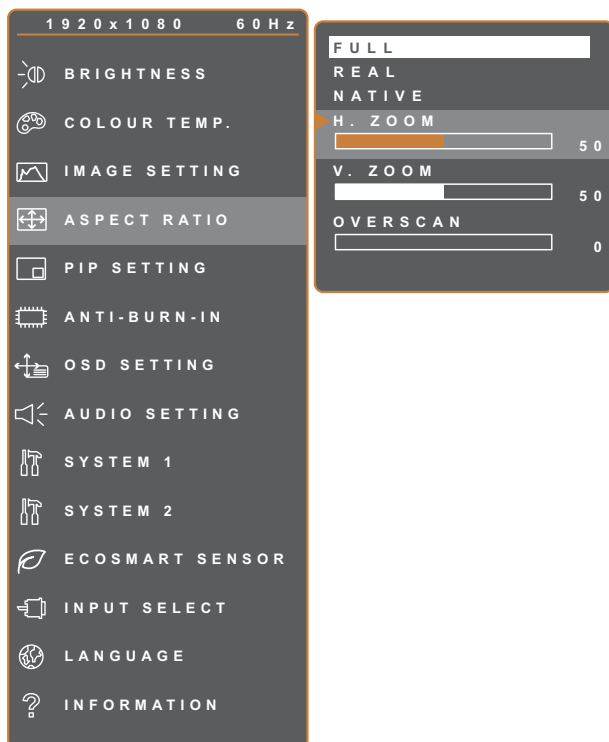 1920x1080 60Hz
BRIGHTNESS
COLOUR TEMP.
IMAGE SETTING
ASPECT RATIO
PIP SETTING
ANTI-BURN-IN
OSD SETTING
AUDIO SETTING
SYSTEM 1
SYSTEM 2
ECOSMART SENSOR
INPUT SELECT
LANGUAGE
INFORMATION
FULL
REAL
NATIVE
H. ZOOM
50
V. ZOOM
50
OVERSCAN
0